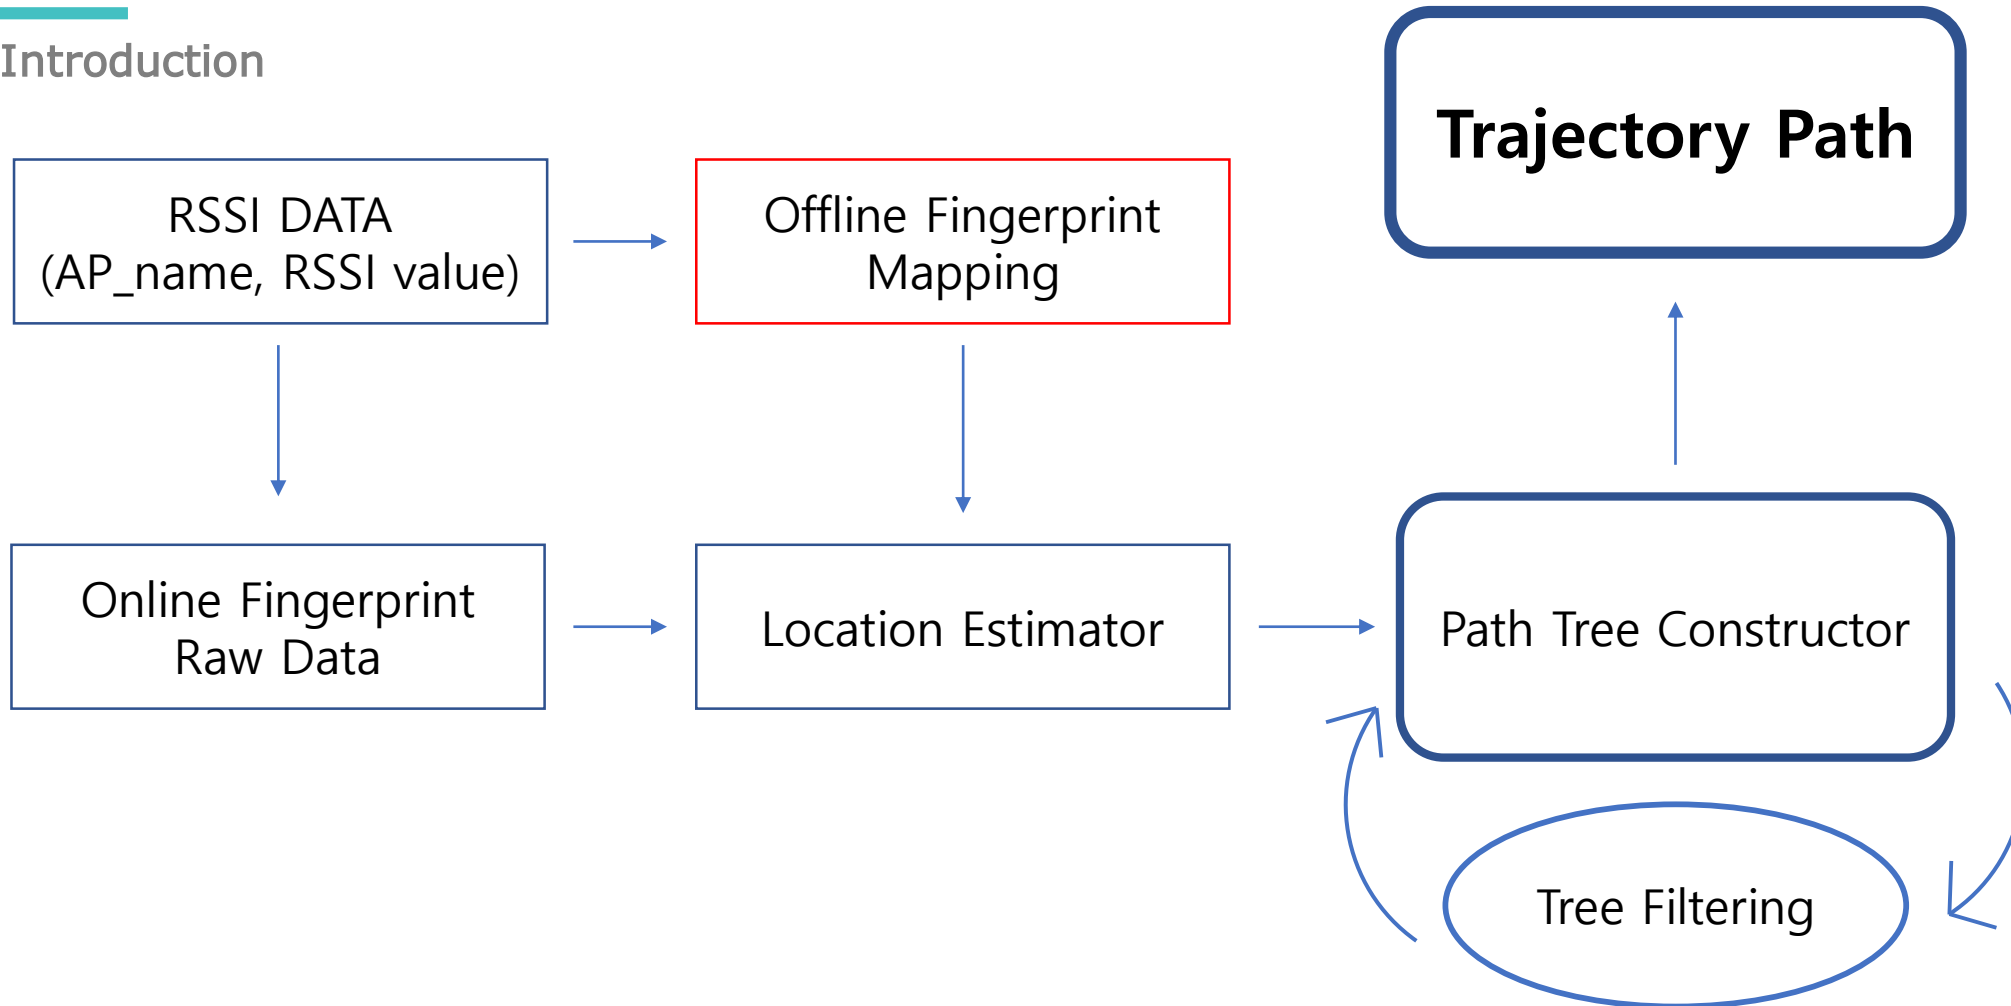 Introduction
Trajectory Path
RSSI DATA
(AP_name, RSSI value)
Offline Fingerprint
Mapping
Online Fingerprint
Raw Data
Location Estimator
Path Tree Constructor
Tree Filtering